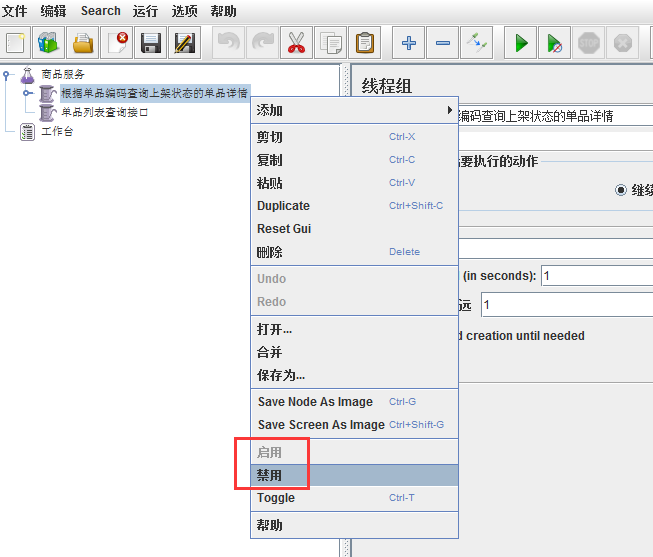 文件 编辑 Search 运行 选项 帮助
STOP
商品服务
根据单品编码查询上架状态的单品详情
单品列表查询接口
工作台
线程组
编码查询上架状态的单品详情
要执行的动作
继续
(in seconds): 1
远 1
d creation until needed
添加
剪切 Ctrl-X
复制 Ctrl-C
粘贴 Ctrl-V
Duplicate Ctrl+Shift-C
Reset Gui
删除 Delete
Undo
Redo
打开...
合并
保存为...
Save Node As Image Ctrl-G
Save Screen As Image Ctrl+Shift-G
启用
禁用
Toggle Ctrl-T
帮助